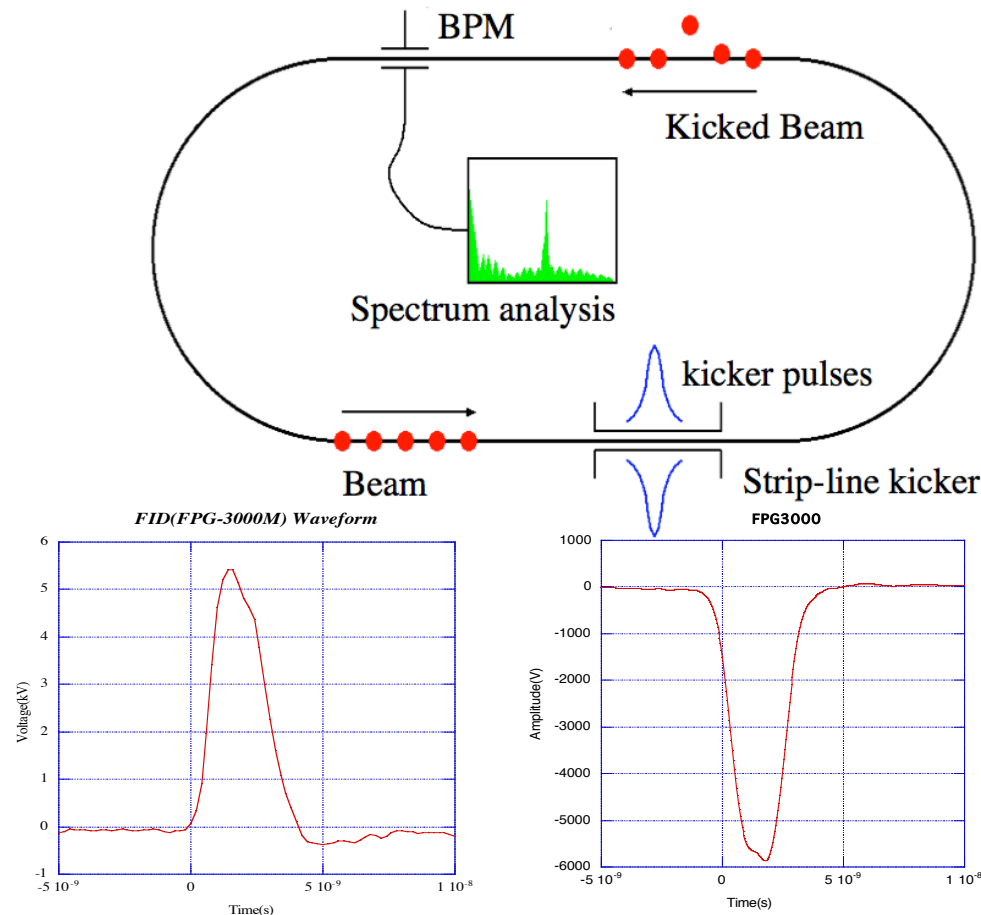 BPM
Kicked Beam
Spectrum analysis
kicker pulses
Beam
Strip-line kicker
FID(FPG-3000M) Waveform
6
5
4
3
2
1
0
-1
Voltage(kV)
-5 10⁻⁹
0
5 10⁻⁹
1 10⁻⁸
Time(s)
FPG3000
1000
0
-1000
-2000
-3000
-4000
-5000
-6000
Amplitude(V)
-5 10⁻⁹
0
5 10⁻⁹
1 10⁻⁸
Time(s)